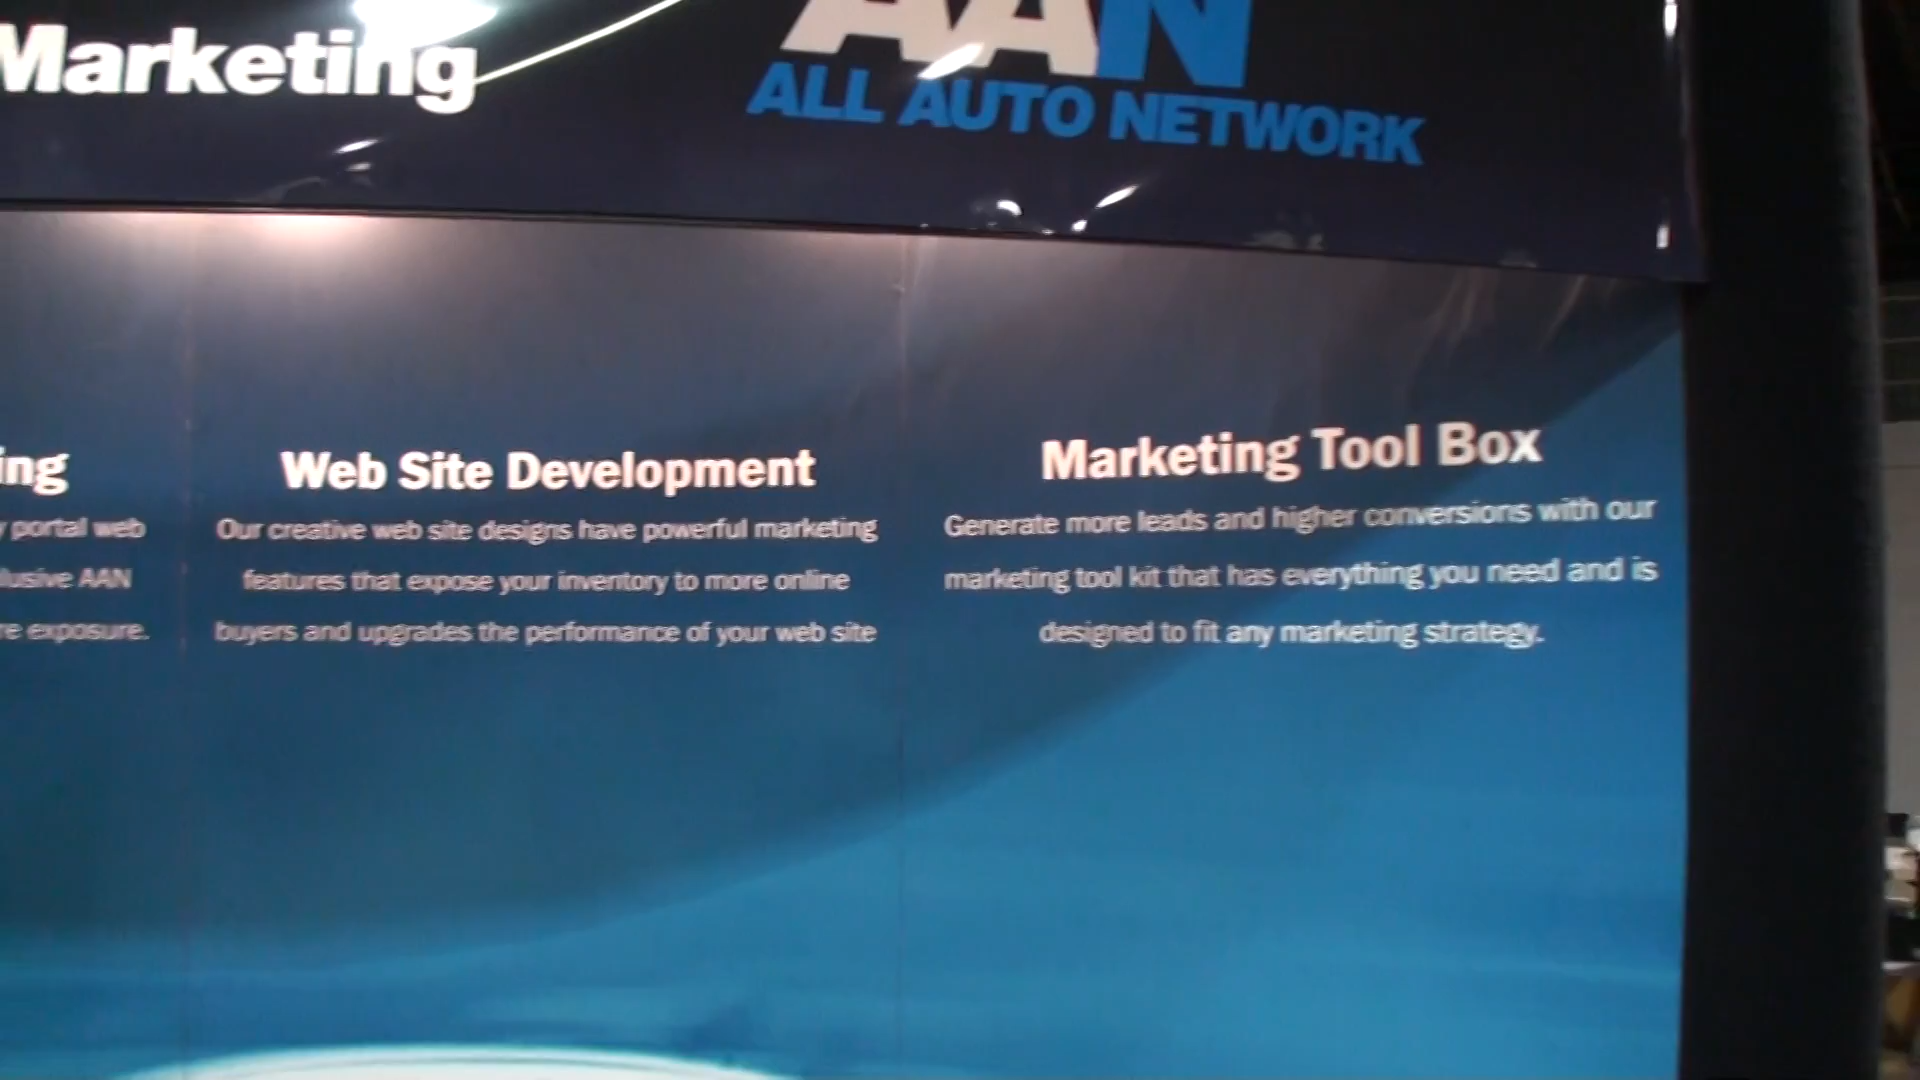 Marketing
AAN
ALL AUTO NETWORK
ing
portal web
lusive AAN
re exposure.
Web Site Development
Our creative web site designs have powerful marketing
features that expose your inventory to more online
buyers and upgrades the performance of your web site
Marketing Tool Box
Generate more leads and higher conversions with our
marketing tool kit that has everything you need and is
designed to fit any marketing strategy.